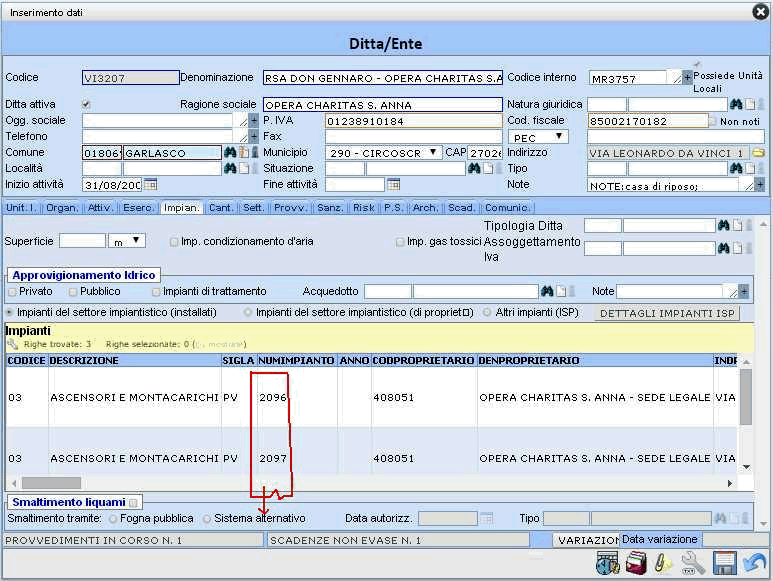 Inserimento dati
Ditta/Ente
Codice VI3207 Denominazione RSA DON GENNARO - OPERA CHARITAS S.A Codice interno MR3757 Possiede Unità Locali
Ditta attiva Ragione sociale OPERA CHARITAS S. ANNA Natura giuridica
Ogg. sociale P. IVA 01238910184 Cod. fiscale 85002170182 Non noti
Telefono Fax PEC
Comune 01806 GARLASCO Municipio 290 - CIRCOSCR CAP 2702 Indirizzo VIA LEONARDO DA VINCI 1
Località Situazione Tipo
Inizio attività 31/08/200 Fine attività Note NOTE:casa di riposo;
Unit. l. Organ. Attiv. Eserc. Impian. Cant. Sett. Provv. Sanz. Risk P.S. Arch. Scad. Comunic.
Tipologia Ditta
Superficie m Imp. condizionamento d'aria Imp. gas tossici Assoggettamento Iva
Approvigionamento Idrico
Privato Pubblico Impianti di trattamento Acquedotto Note
Impianti del settore impiantistico (installati) Impianti del settore impiantistico (di propriet□) Altri impianti (ISP) DETTAGLI IMPIANTI ISP
Impianti
Righe trovate: 3 Righe selezionate: 0
CODICE DESCRIZIONE SIGLA NUMIMPIANTO ANNO CODPROPRIETARIO DENPROPRIETARIO INDI
03 ASCENSORI E MONTACARICHI PV 2096 408051 OPERA CHARITAS S. ANNA - SEDE LEGALE VIA
03 ASCENSORI E MONTACARICHI PV 2097 408051 OPERA CHARITAS S. ANNA - SEDE LEGALE VIA
Smaltimento liquami
Smaltimento tramite: Fogna pubblica Sistema alternativo Data autorizz. Tipo
PROVVEDIMENTI IN CORSO N. 1 SCADENZE NON EVASE N. 1 VARIAZION Data variazione